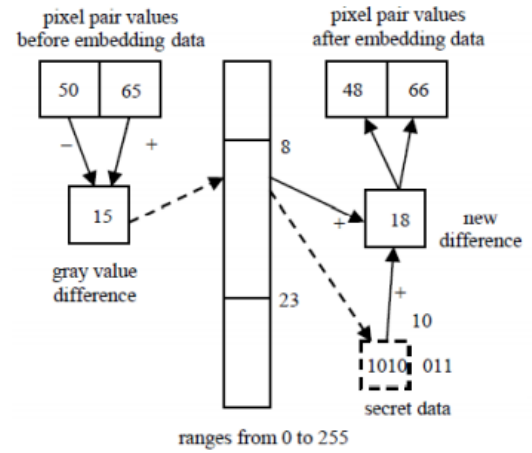 pixel pair values
before embedding data
pixel pair values
after embedding data
50 65
48 66
− +
8
15
+
18
new
difference
gray value
difference
23
+
10
1010 011
secret data
ranges from 0 to 255